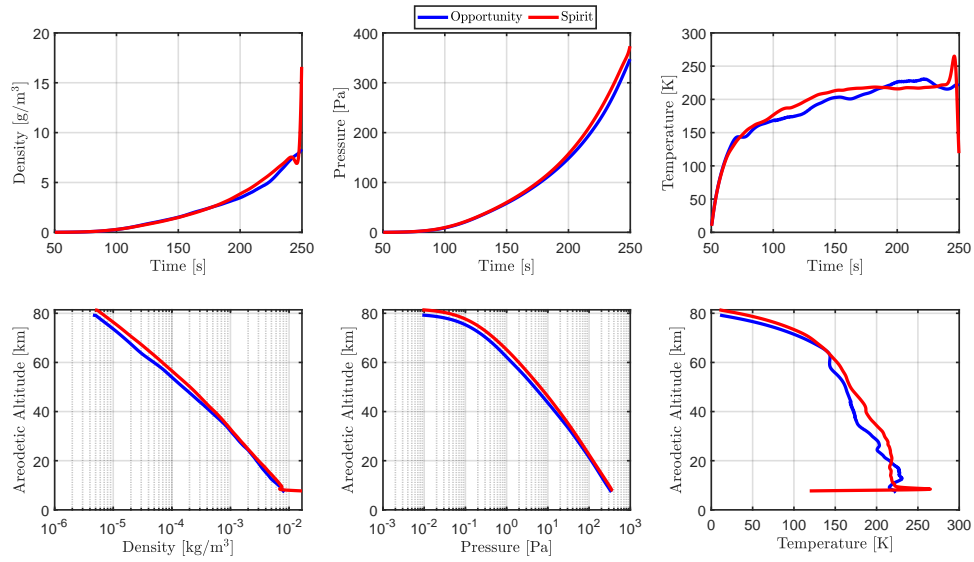 Opportunity Spirit
20
15
10
5
0
50 100 150 200 250
Density [g/m³]
Time [s]
400
300
200
100
0
50 100 150 200 250
Pressure [Pa]
Time [s]
300
250
200
150
100
50
0
50 100 150 200 250
Temperature [K]
Time [s]
80
60
40
20
0
10⁻⁶ 10⁻⁵ 10⁻⁴ 10⁻³ 10⁻²
Areodetic Altitude [km]
Density [kg/m³]
80
60
40
20
0
10⁻³ 10⁻² 10⁻¹ 10⁰ 10¹ 10² 10³
Areodetic Altitude [km]
Pressure [Pa]
80
60
40
20
0
0 50 100 150 200 250 300
Areodetic Altitude [km]
Temperature [K]